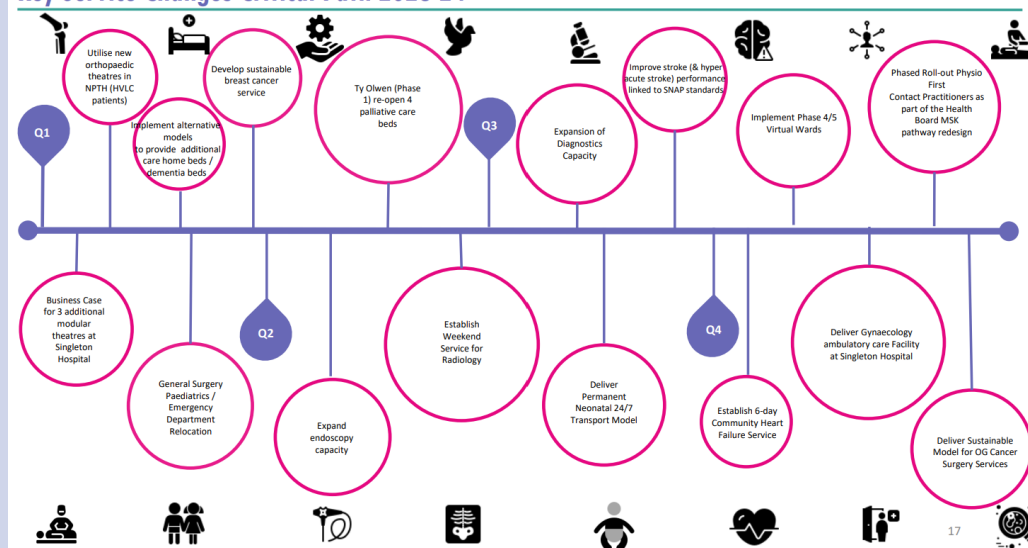 Q1
Utilise new
orthopaedic
theatres in
NPTH (HVLC
patients)
Implement alternative
models
to provide additional
care home beds /
dementia beds
Develop sustainable
breast cancer
service
Ty Olwen (Phase
1) re-open 4
palliative care
beds
Q3
Expansion of
Diagnostics
Capacity
Improve stroke (& hyper
acute stroke) performance
linked to SNAP standards
Implement Phase 4/5
Virtual Wards
Phased Roll-out Physio
First
Contact Practitioners as
part of the Health
Board MSK
pathway redesign
Business Case
for 3 additional
modular
theatres at
Singleton
Hospital
General Surgery
Paediatrics /
Emergency
Department
Relocation
Q2
Expand
endoscopy
capacity
Establish
Weekend
Service for
Radiology
Deliver
Permanent
Neonatal 24/7
Transport Model
Q4
Establish 6-day
Community Heart
Failure Service
Deliver Gynaecology
ambulatory care Facility
at Singleton Hospital
Deliver Sustainable
Model for OG Cancer
Surgery Services
17